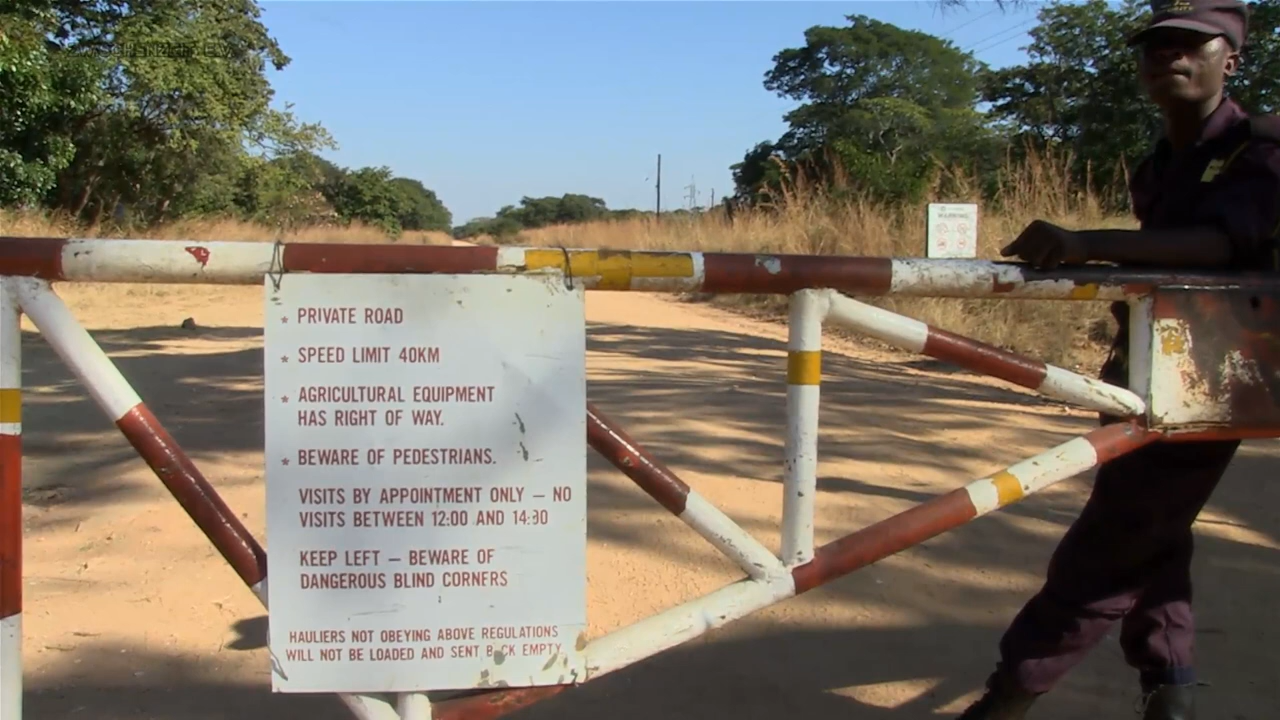 * PRIVATE ROAD
* SPEED LIMIT 40KM
* AGRICULTURAL EQUIPMENT
HAS RIGHT OF WAY.
* BEWARE OF PEDESTRIANS.
VISITS BY APPOINTMENT ONLY — NO
VISITS BETWEEN 12:00 AND 14:30
KEEP LEFT — BEWARE OF
DANGEROUS BLIND CORNERS
HAULIERS NOT OBEYING ABOVE REGULATIONS
WILL NOT BE LOADED AND SENT BACK EMPTY
WARNING